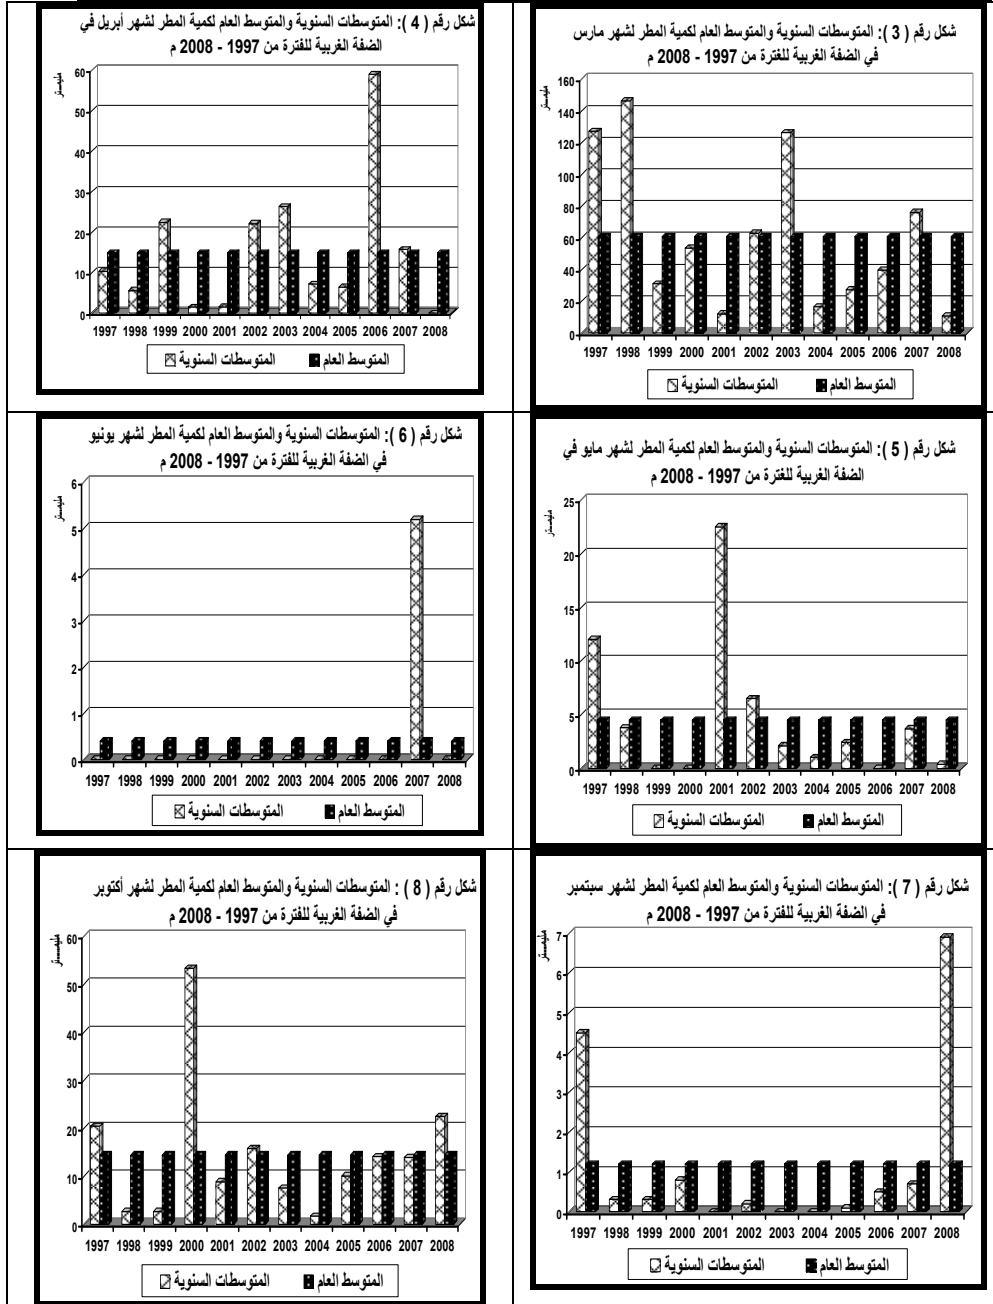 شكل رقم ( 3 ): المتوسطات السنوية والمتوسط العام لكمية المطر لشهر مارس
في الضفة الغربية للغترة من 1997 - 2008 م
مليمتر
160
140
120
100
80
60
40
20
0
1997 1998 1999 2000 2001 2002 2003 2004 2005 2006 2007 2008
المتوسط العام المتوسطات السنوية
شكل رقم ( 4 ): المتوسطات السنوية والمتوسط العام لكمية المطر لشهر أبريل في
الضفة الغربية للفترة من 1997 - 2008 م
مليمتر
60
50
40
30
20
10
0
1997 1998 1999 2000 2001 2002 2003 2004 2005 2006 2007 2008
المتوسط العام المتوسطات السنوية
شكل رقم ( 5 ): المتوسطات السنوية والمتوسط العام لكمية المطر لشهر مايو في
الضفة الغربية للغترة من 1997 - 2008 م
مليمتر
25
20
15
10
5
0
1997 1998 1999 2000 2001 2002 2003 2004 2005 2006 2007 2008
المتوسط العام المتوسطات السنوية
شكل رقم ( 6 ): المتوسطات السنوية والمتوسط العام لكمية المطر لشهر يونيو
في الضفة الغربية للفترة من 1997 - 2008 م
مليمتر
6
5
4
3
2
1
0
1997 1998 1999 2000 2001 2002 2003 2004 2005 2006 2007 2008
المتوسط العام المتوسطات السنوية
شكل رقم ( 7 ): المتوسطات السنوية والمتوسط العام لكمية المطر لشهر سبتمبر
في الضفة الغربية للفترة من 1997 - 2008 م
مليمتر
7
6
5
4
3
2
1
0
1997 1998 1999 2000 2001 2002 2003 2004 2005 2006 2007 2008
المتوسط العام المتوسطات السنوية
شكل رقم ( 8 ) : المتوسطات السنوية والمتوسط العام لكمية المطر لشهر أكتوبر
في الضفة الغربية للفترة من 1997 - 2008 م
مليمتر
60
50
40
30
20
10
0
1997 1998 1999 2000 2001 2002 2003 2004 2005 2006 2007 2008
المتوسط العام المتوسطات السنوية